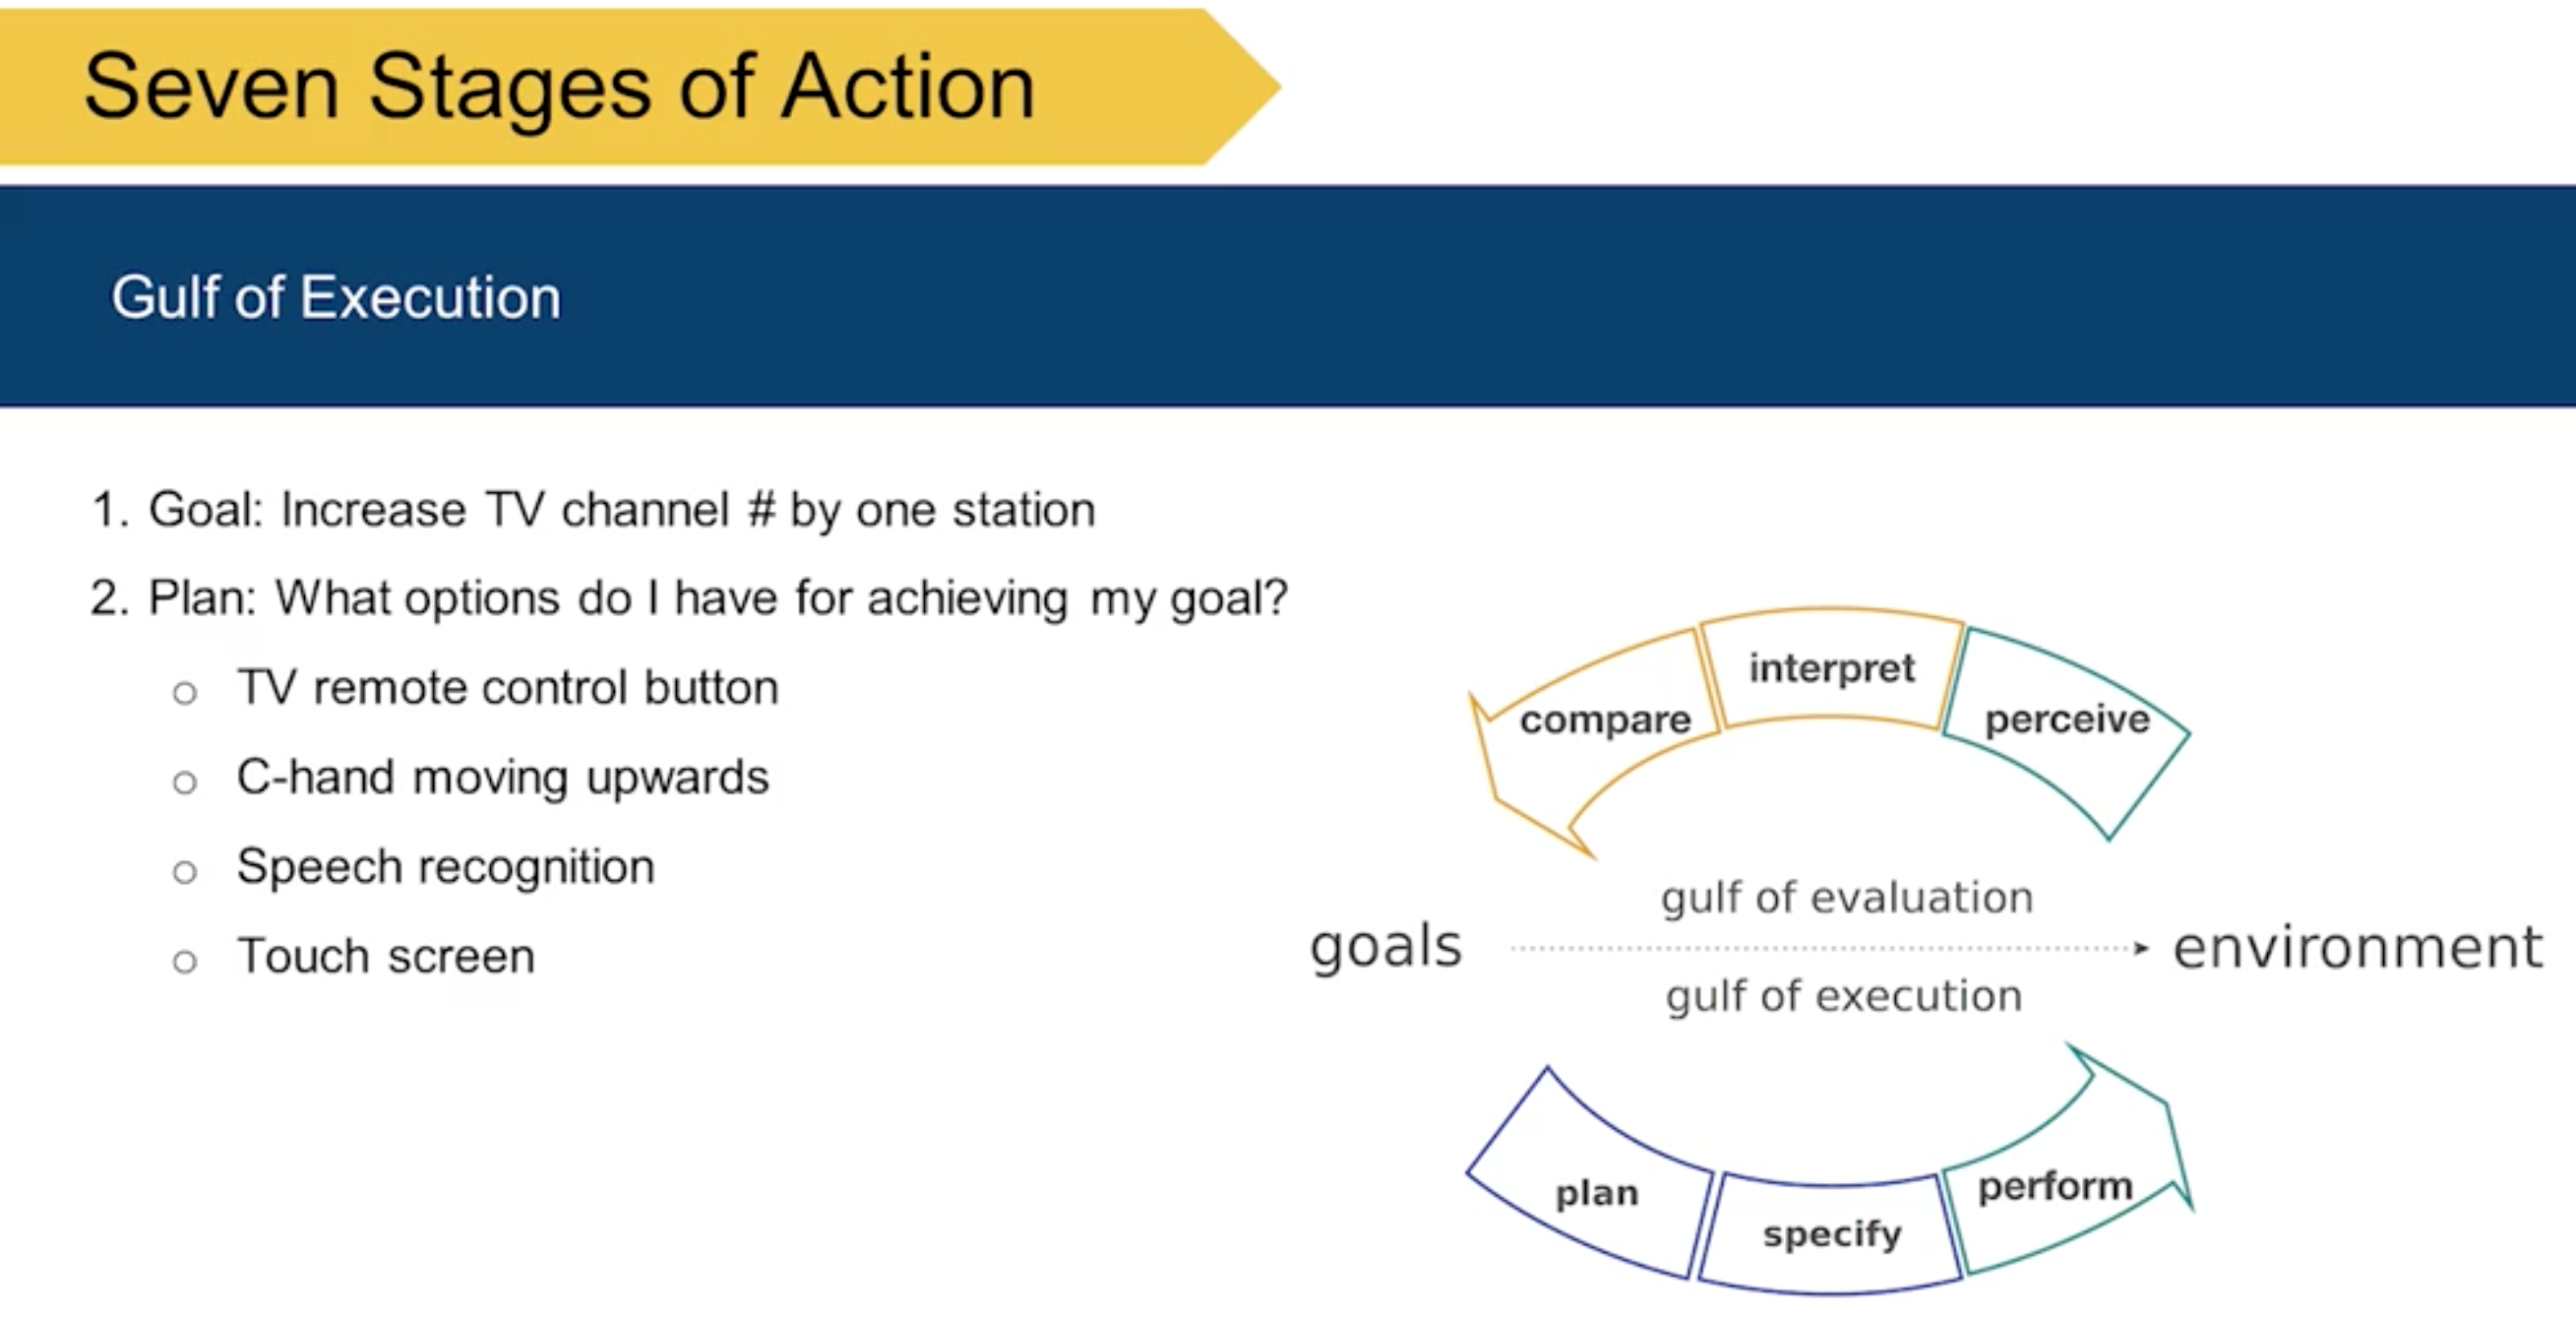 Seven Stages of Action
Gulf of Execution
1. Goal: Increase TV channel # by one station
2. Plan: What options do I have for achieving my goal?
o TV remote control button
o C-hand moving upwards
o Speech recognition
o Touch screen
compare
interpret
perceive
gulf of evaluation
goals
environment
gulf of execution
plan
specify
perform